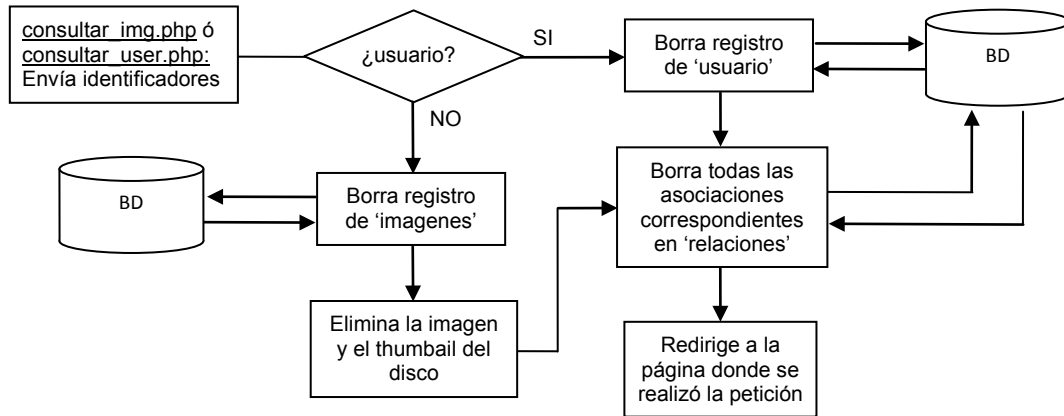 consultar_img.php ó
consultar_user.php:
Envía identificadores
¿usuario?
SI
Borra registro
de ‘usuario’
BD
NO
BD
Borra registro
de ‘imagenes’
Borra todas las
asociaciones
correspondientes
en ‘relaciones’
Elimina la imagen
y el thumbail del
disco
Redirige a la
página donde se
realizó la petición